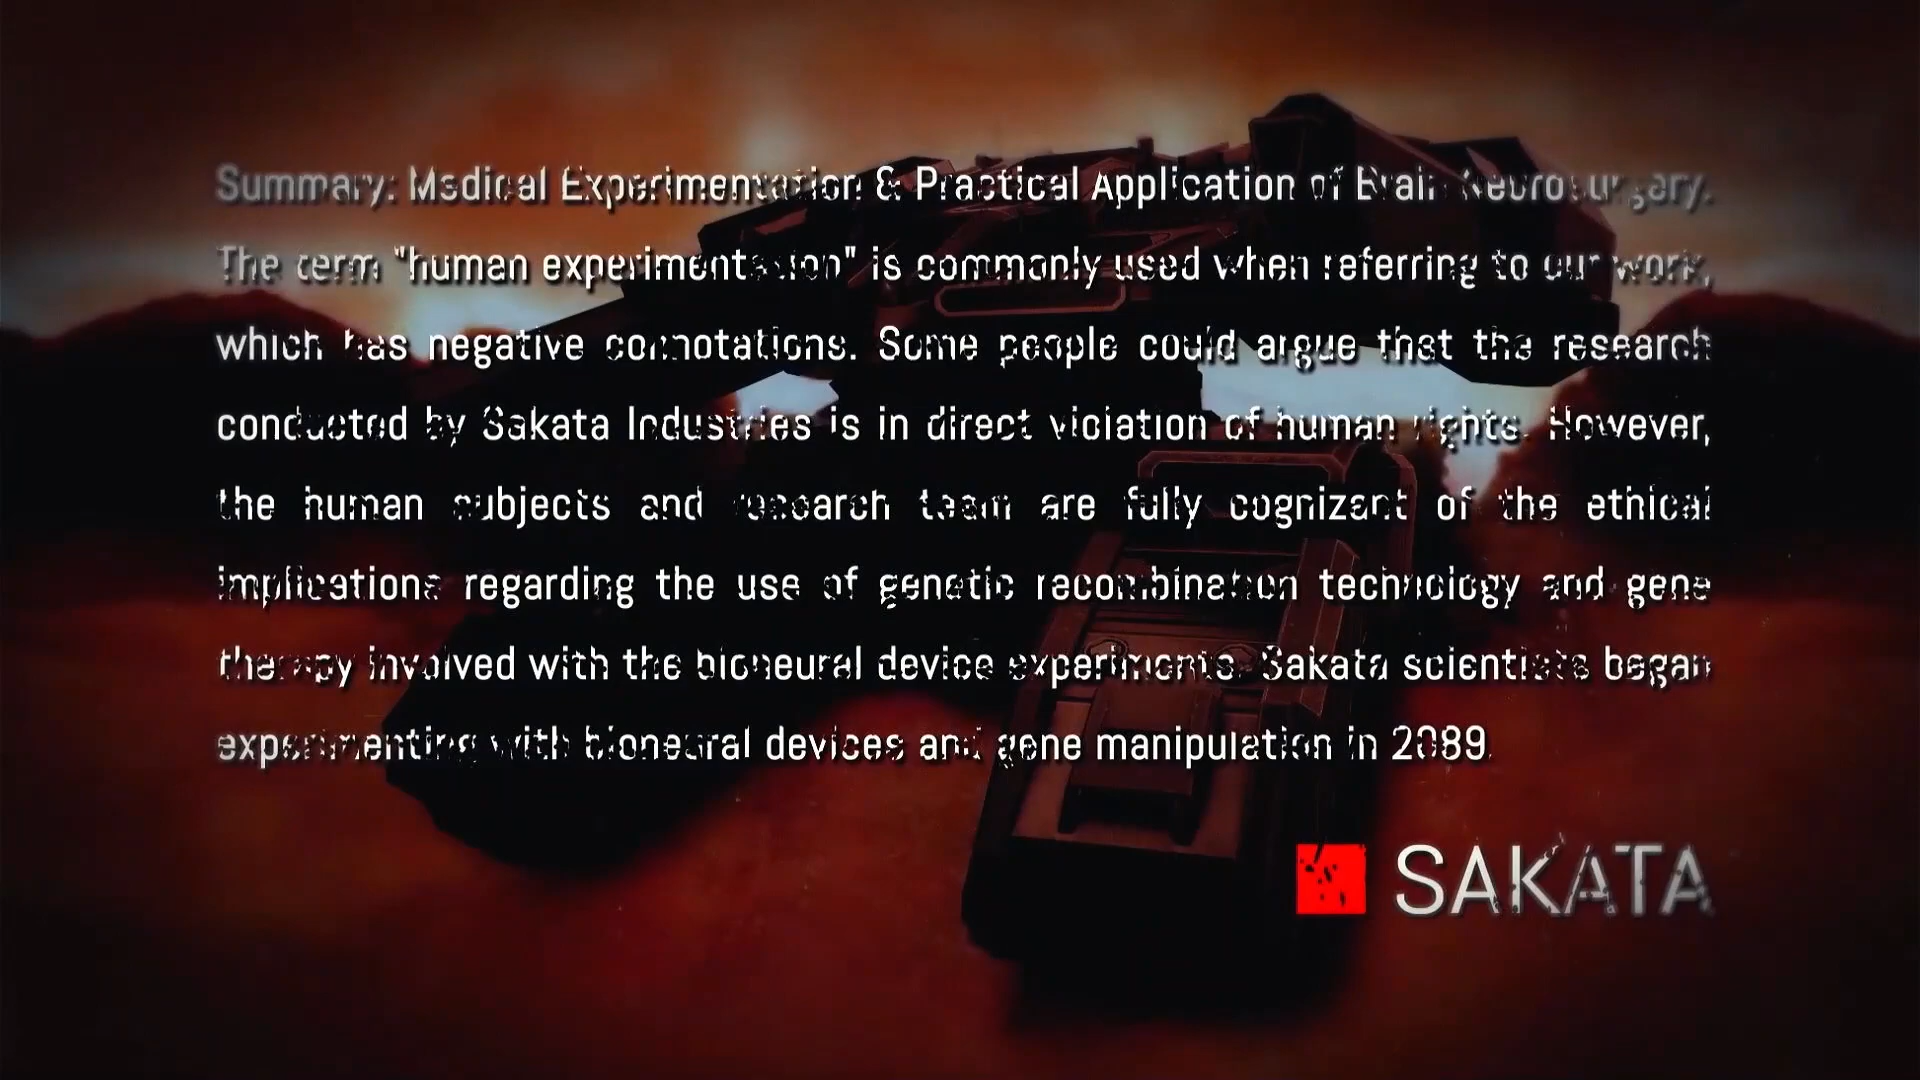 Summary: Medical Experimentation & Practical Application of Brain Neurosurgery.
The term "human experimentation" is commonly used when referring to our work,
which has negative connotations. Some people could argue that the research
conducted by Sakata Industries is in direct violation of human rights. However,
the human subjects and research team are fully cognizant of the ethical
implications regarding the use of genetic recombination technology and gene
therapy involved with the bioneural device experiments. Sakata scientists began
experimenting with bioneural devices and gene manipulation in 2089.
SAKATA